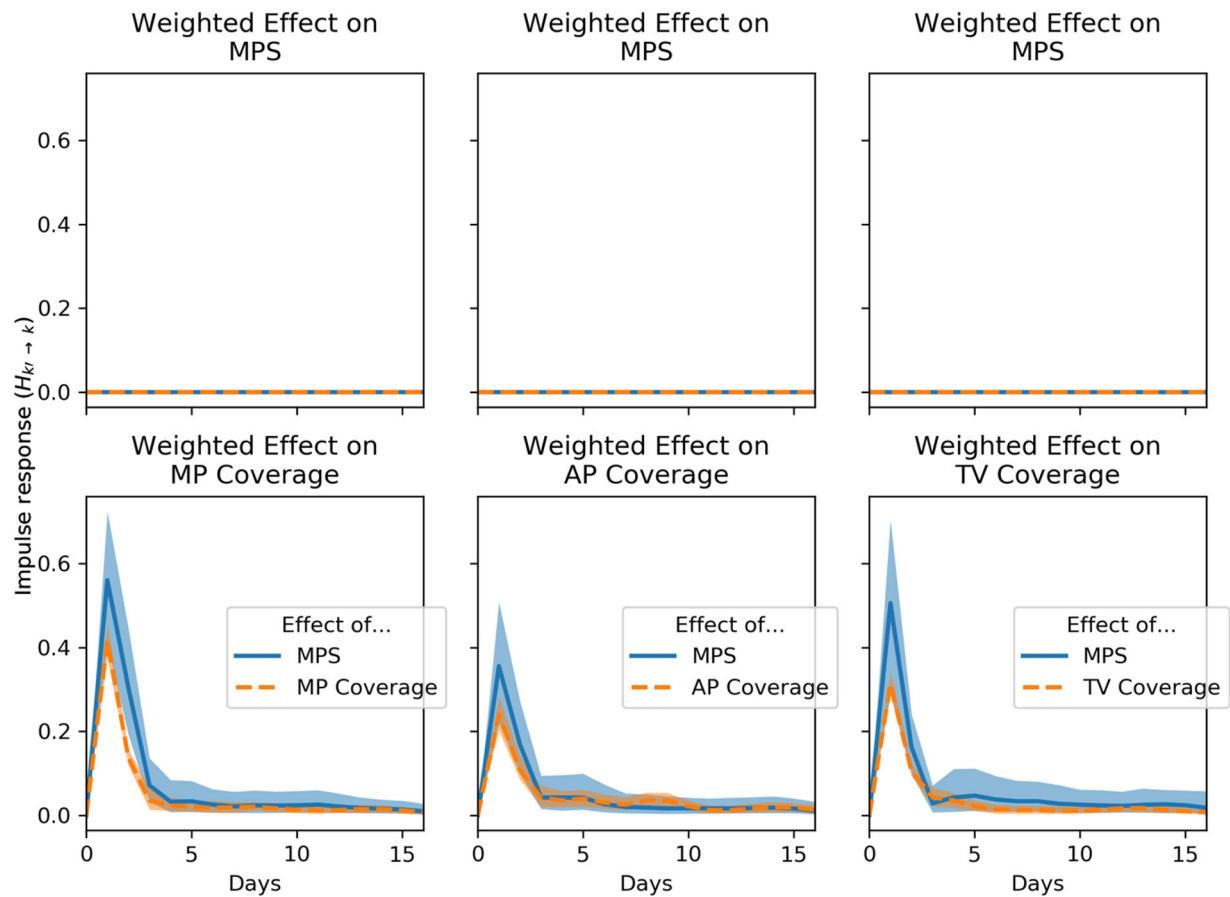 Weighted Effect on
MPS
Weighted Effect on
MPS
Weighted Effect on
MPS
Impulse response (H_{k′ → k})
0.6
0.4
0.2
0.0
Weighted Effect on
MP Coverage
Weighted Effect on
AP Coverage
Weighted Effect on
TV Coverage
0.6
0.4
0.2
0.0
Effect of...
MPS
MP Coverage
Effect of...
MPS
AP Coverage
Effect of...
MPS
TV Coverage
0 5 10 15
0 5 10 15
0 5 10 15
Days
Days
Days